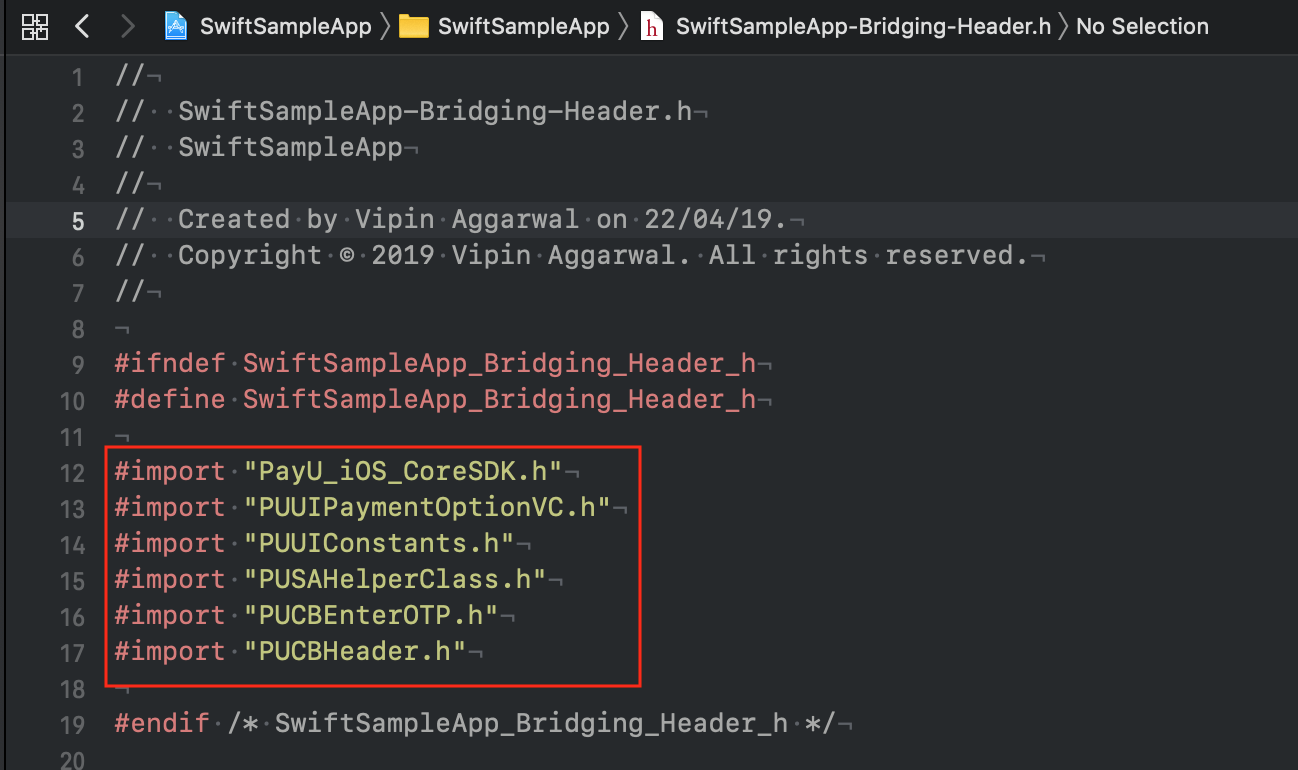 SwiftSampleApp 〉 SwiftSampleApp 〉 h SwiftSampleApp-Bridging-Header.h 〉 No Selection
1 //¬
2 //··SwiftSampleApp-Bridging-Header.h¬
3 //··SwiftSampleApp¬
4 //¬
5 //··Created·by·Vipin·Aggarwal·on·22/04/19.¬
6 //··Copyright·©·2019·Vipin·Aggarwal.·All·rights·reserved.¬
7 //¬
8 ¬
9 #ifndef·SwiftSampleApp_Bridging_Header_h¬
10 #define·SwiftSampleApp_Bridging_Header_h¬
11 ¬
12 #import·"PayU_iOS_CoreSDK.h"¬
13 #import·"PUUIPaymentOptionVC.h"¬
14 #import·"PUUIConstants.h"¬
15 #import·"PUSAHelperClass.h"¬
16 #import·"PUCBEnterOTP.h"¬
17 #import·"PUCBHeader.h"¬
18 ¬
19 #endif·/*·SwiftSampleApp_Bridging_Header_h·*/¬
20